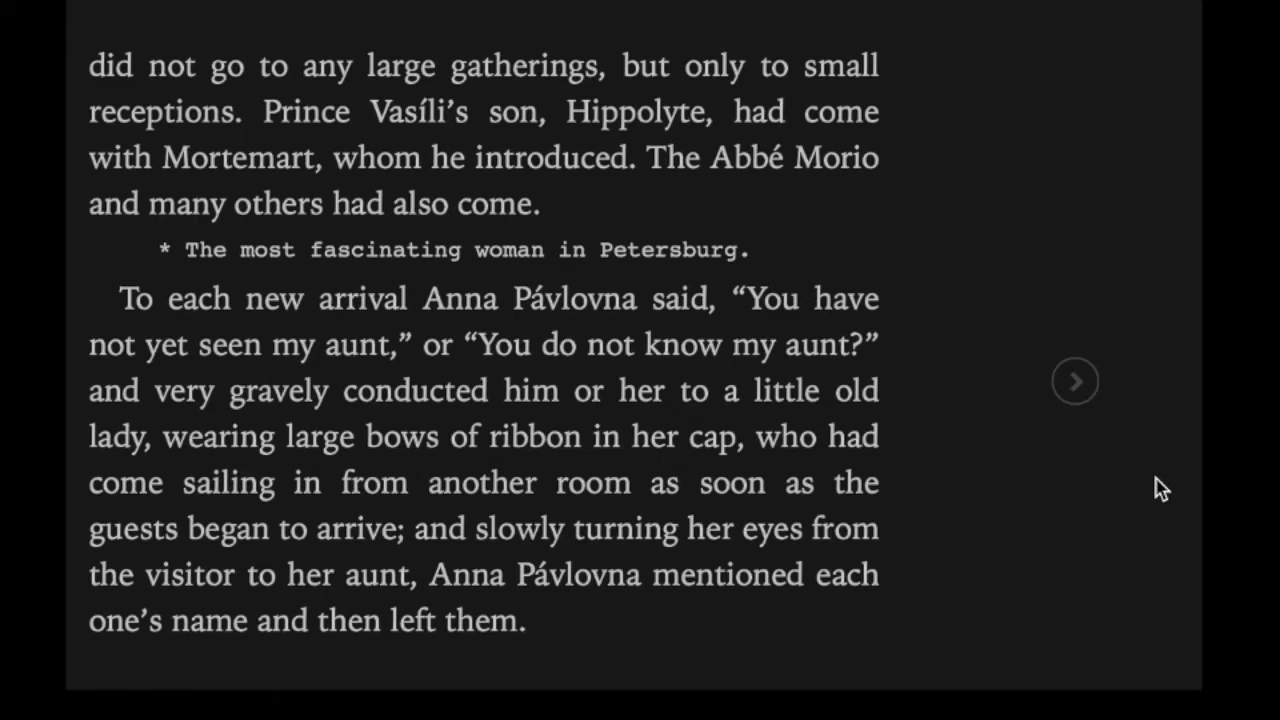 did not go to any large gatherings, but only to small
receptions. Prince Vasíli’s son, Hippolyte, had come
with Mortemart, whom he introduced. The Abbé Morio
and many others had also come.
* The most fascinating woman in Petersburg.
To each new arrival Anna Pávlovna said, “You have
not yet seen my aunt,” or “You do not know my aunt?”
and very gravely conducted him or her to a little old
lady, wearing large bows of ribbon in her cap, who had
come sailing in from another room as soon as the
guests began to arrive; and slowly turning her eyes from
the visitor to her aunt, Anna Pávlovna mentioned each
one’s name and then left them.